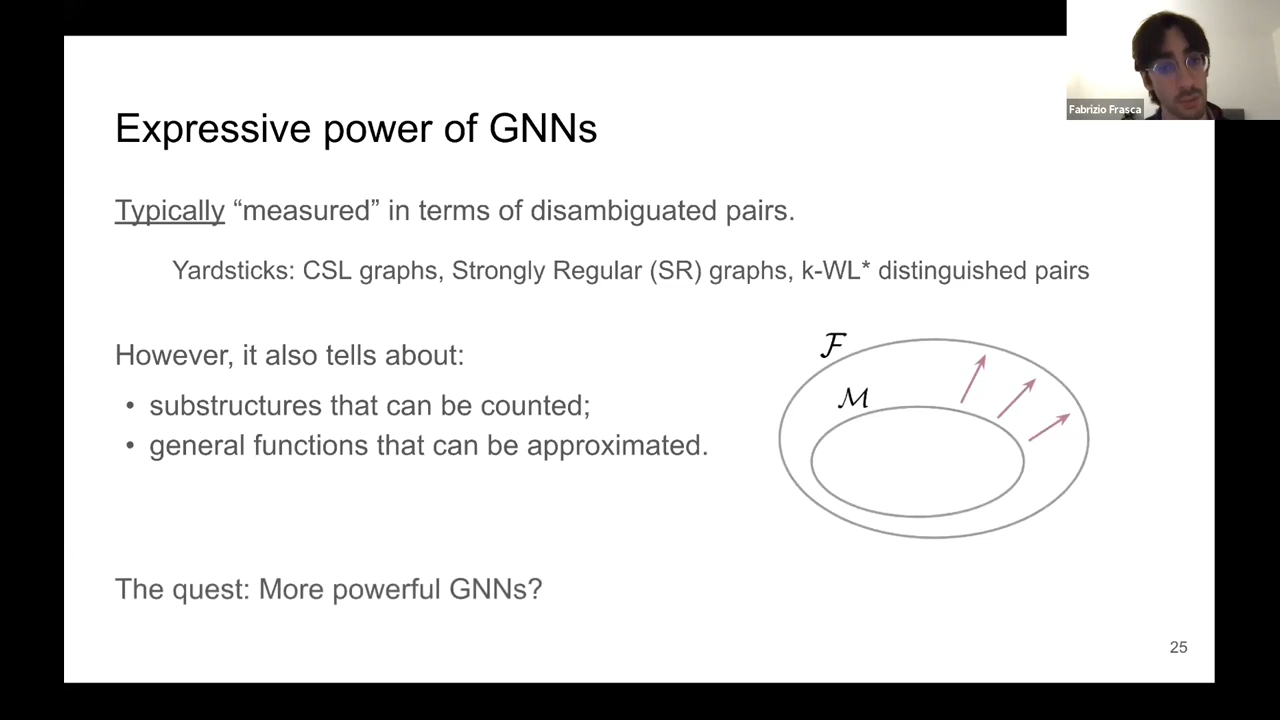 Fabrizio Frasca
Expressive power of GNNs
Typically “measured” in terms of disambiguated pairs.
Yardsticks: CSL graphs, Strongly Regular (SR) graphs, k-WL* distinguished pairs
However, it also tells about:
• substructures that can be counted;
• general functions that can be approximated.
ℱ
ℳ
The quest: More powerful GNNs?
25